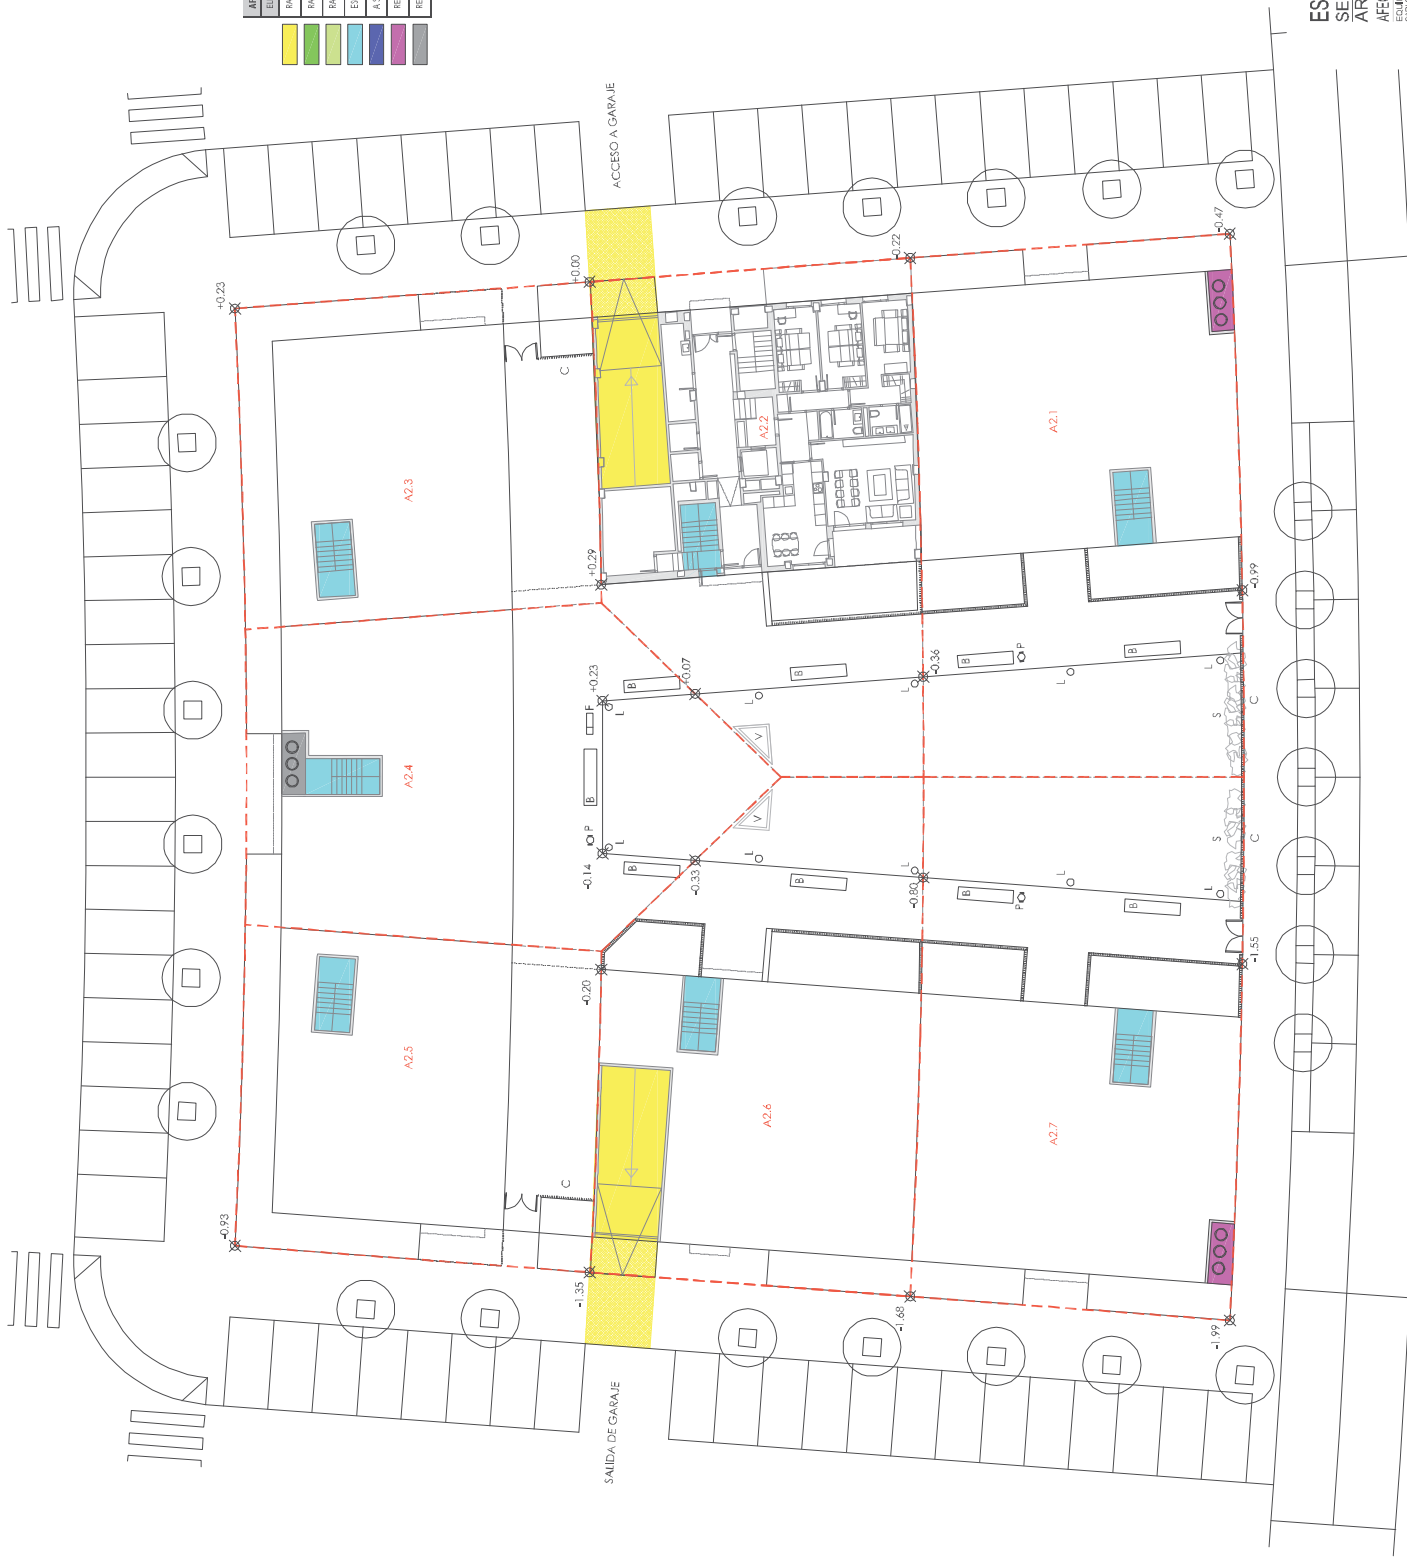 ACCESO A GARAJE
+0.23
+0.00
-0.22
-0.47
C
A2.3
A2.2
A2.1
+0.29
-0.99
A2.4
+0.23
+0.07
-0.36
B
B
B
B
P
F
B
P
L
L
L
L
L
V
V
S
C
S
C
-0.14
-0.33
-0.80
L
L
L
L
L
B
B
B
B
P
-0.20
-1.55
A2.5
A2.6
A2.7
C
-0.93
-1.35
-1.68
-1.99
SALIDA DE GARAJE
ES
SE
AR